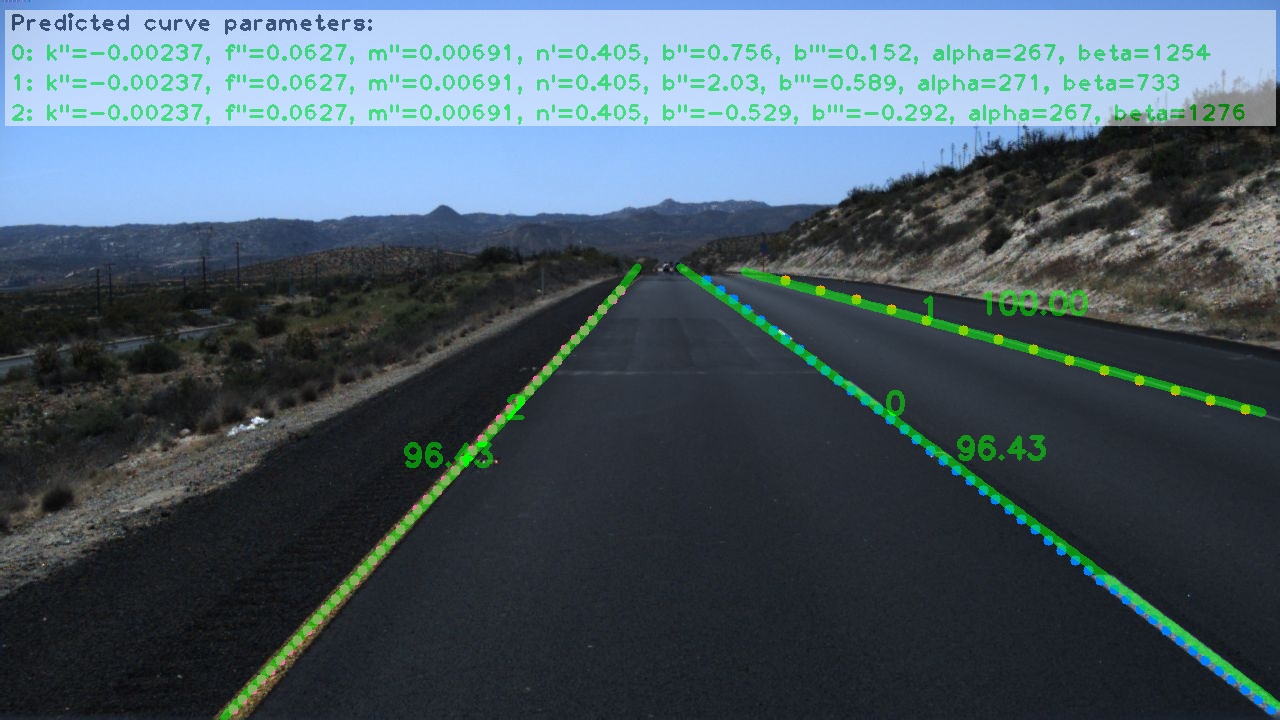 Predicted curve parameters:
0: k''=-0.00237, f''=0.0627, m''=0.00691, n'=0.405, b''=0.756, b'''=0.152, alpha=267, beta=1254
1: k''=-0.00237, f''=0.0627, m''=0.00691, n'=0.405, b''=2.03, b'''=0.589, alpha=271, beta=733
2: k''=-0.00237, f''=0.0627, m''=0.00691, n'=0.405, b''=-0.529, b'''=-0.292, alpha=267, beta=1276
1 100.00
2
0
96.43
96.43